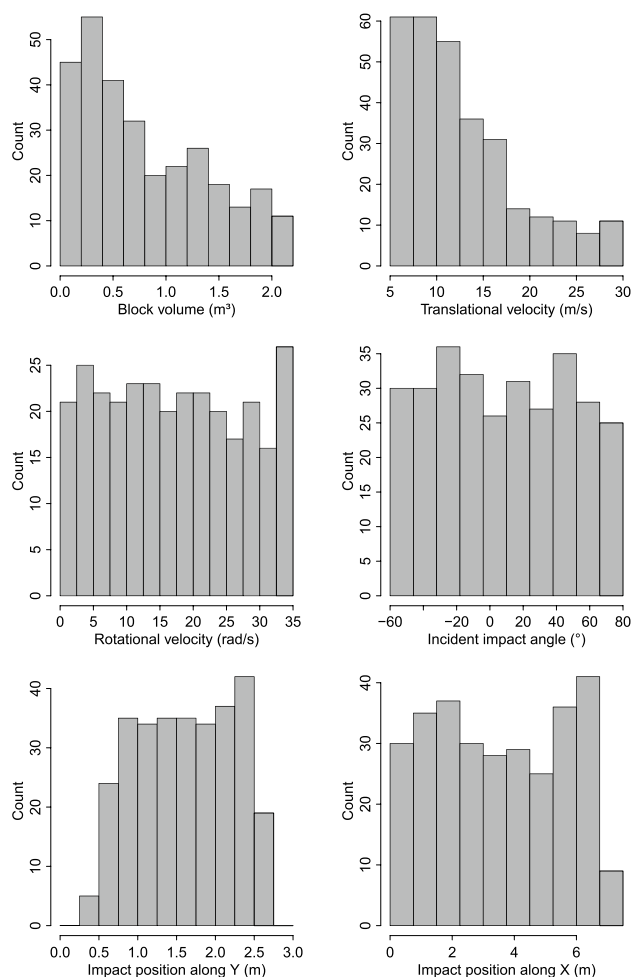 Count
0 10 20 30 40 50
0.0 0.5 1.0 1.5 2.0
Block volume (m³)
Count
0 10 20 30 40 50 60
5 10 15 20 25 30
Translational velocity (m/s)
Count
0 5 10 15 20 25
0 5 10 15 20 25 30 35
Rotational velocity (rad/s)
Count
0 5 10 15 20 25 30 35
−60 −20 0 20 40 60 80
Incident impact angle (°)
Count
0 10 20 30 40
0.0 0.5 1.0 1.5 2.0 2.5 3.0
Impact position along Y (m)
Count
0 10 20 30 40
0 2 4 6
Impact position along X (m)